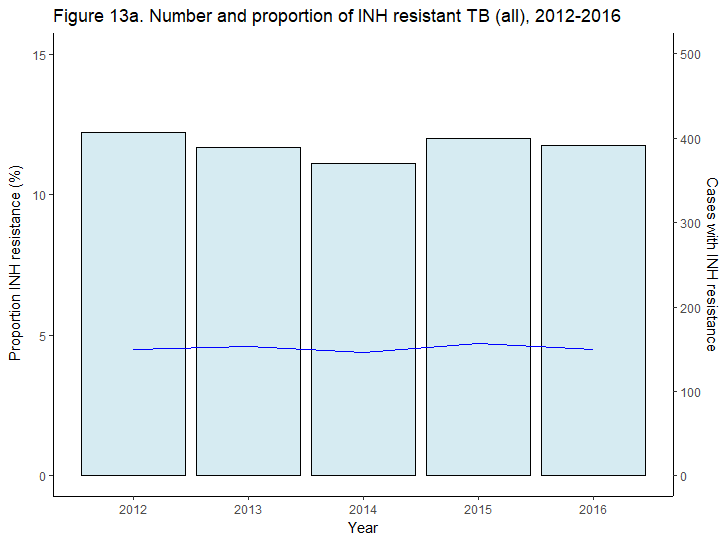 Figure 13a. Number and proportion of INH resistant TB (all), 2012-2016
Proportion INH resistance (%)
15
10
5
0
500
400
300
200
100
0
Cases with INH resistance
2012 2013 2014 2015 2016
Year